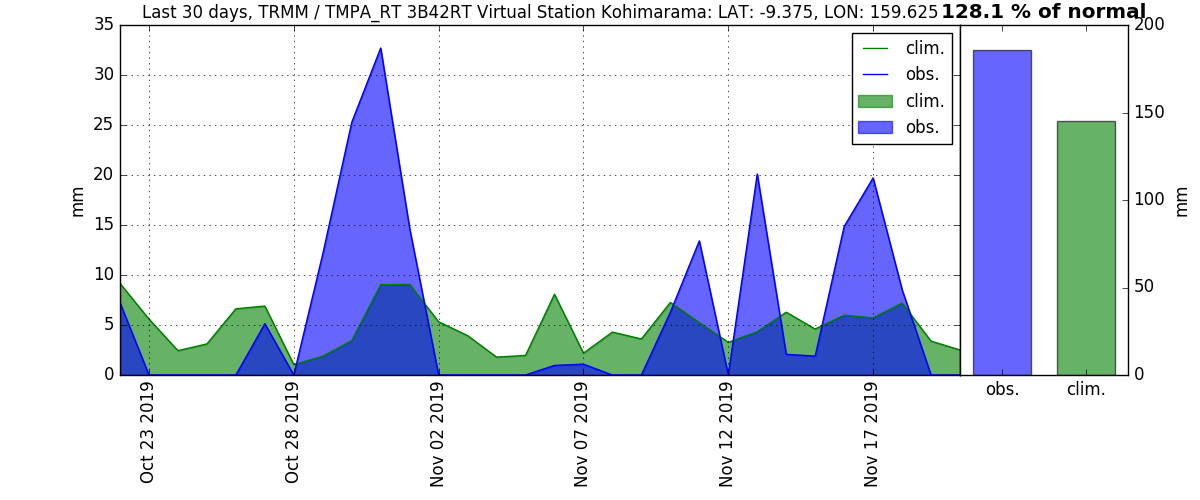 Last 30 days, TRMM / TMPA_RT 3B42RT Virtual Station Kohimarama: LAT: -9.375, LON: 159.625 128.1 % of normal
35
30
25
20
15
10
5
0
mm
clim.
obs.
clim.
obs.
200
150
100
50
0
mm
Oct 23 2019
Oct 28 2019
Nov 02 2019
Nov 07 2019
Nov 12 2019
Nov 17 2019
obs.
clim.